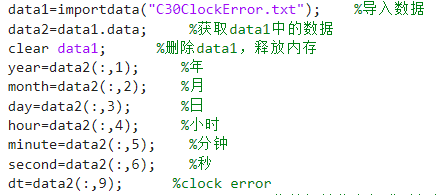 data1=importdata("C30ClockError.txt");    %导入数据
data2=data1.data;    %获取data1中的数据
clear data1;    %删除data1，释放内存
year=data2(:,1);    %年
month=data2(:,2);    %月
day=data2(:,3);    %日
hour=data2(:,4);    %小时
minute=data2(:,5);    %分钟
second=data2(:,6);    %秒
dt=data2(:,9);    %clock error